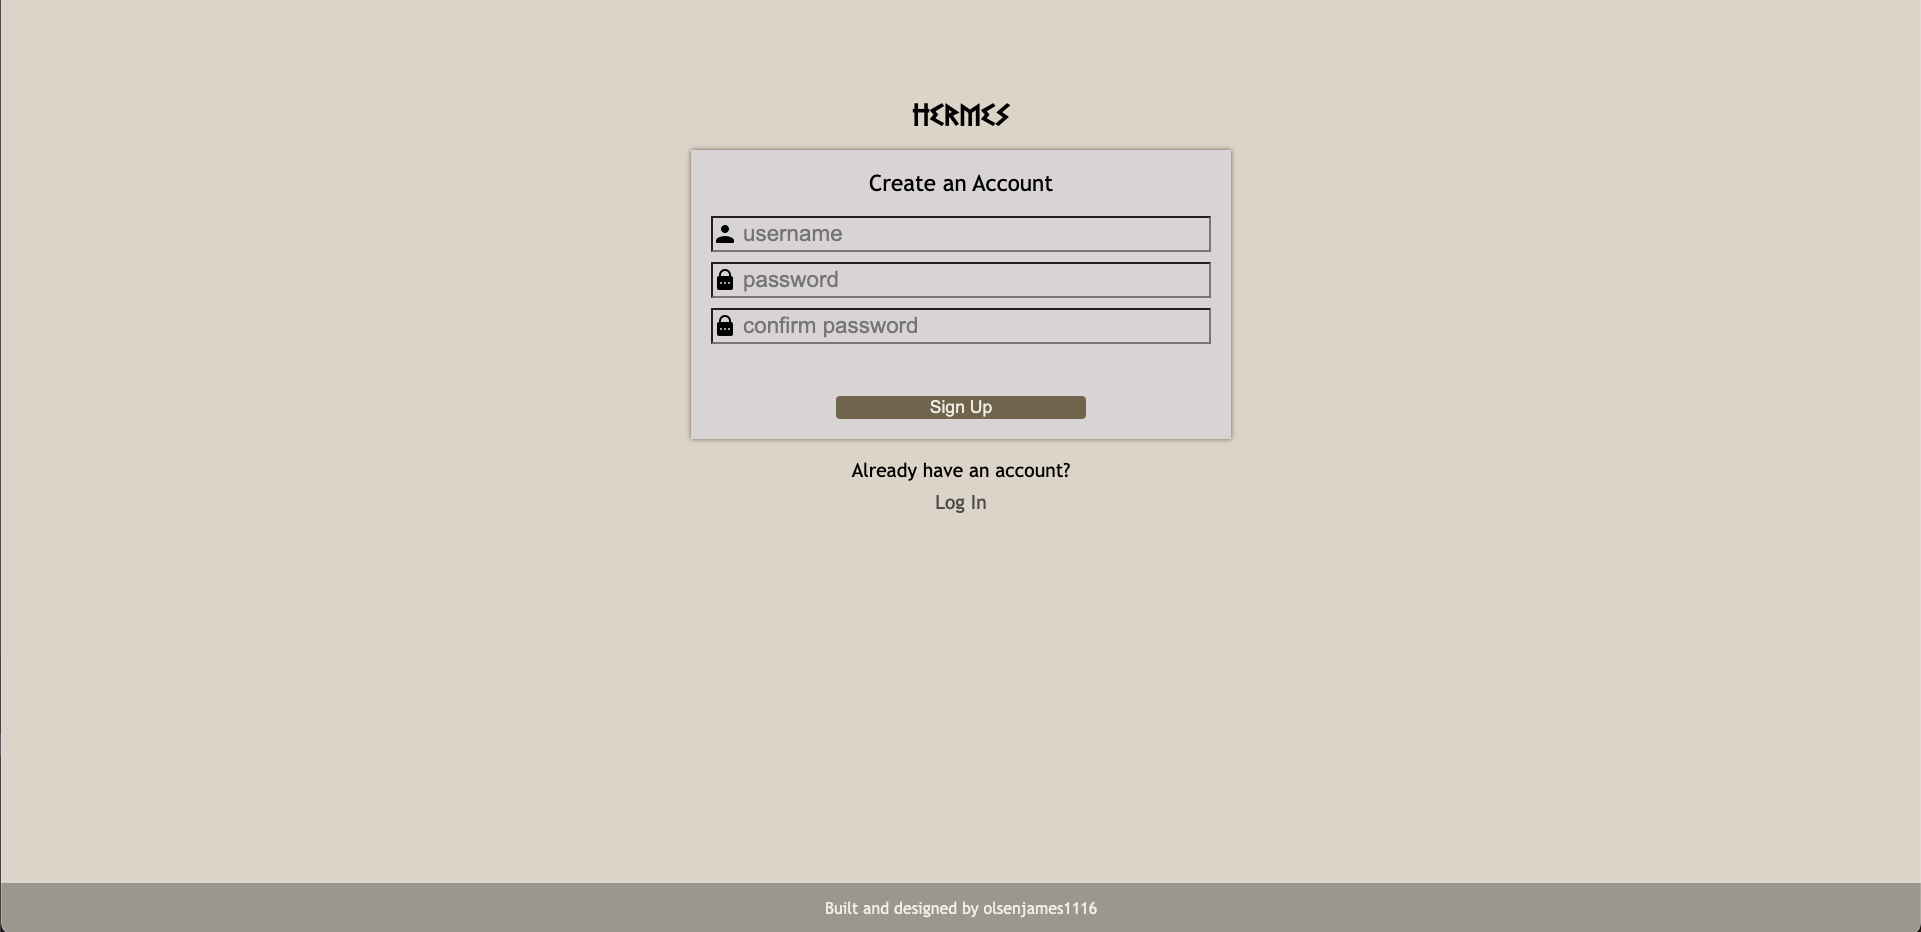 HERMES
Create an Account
username
password
confirm password
Sign Up
Already have an account?
Log In
Built and designed by olsenjames1116